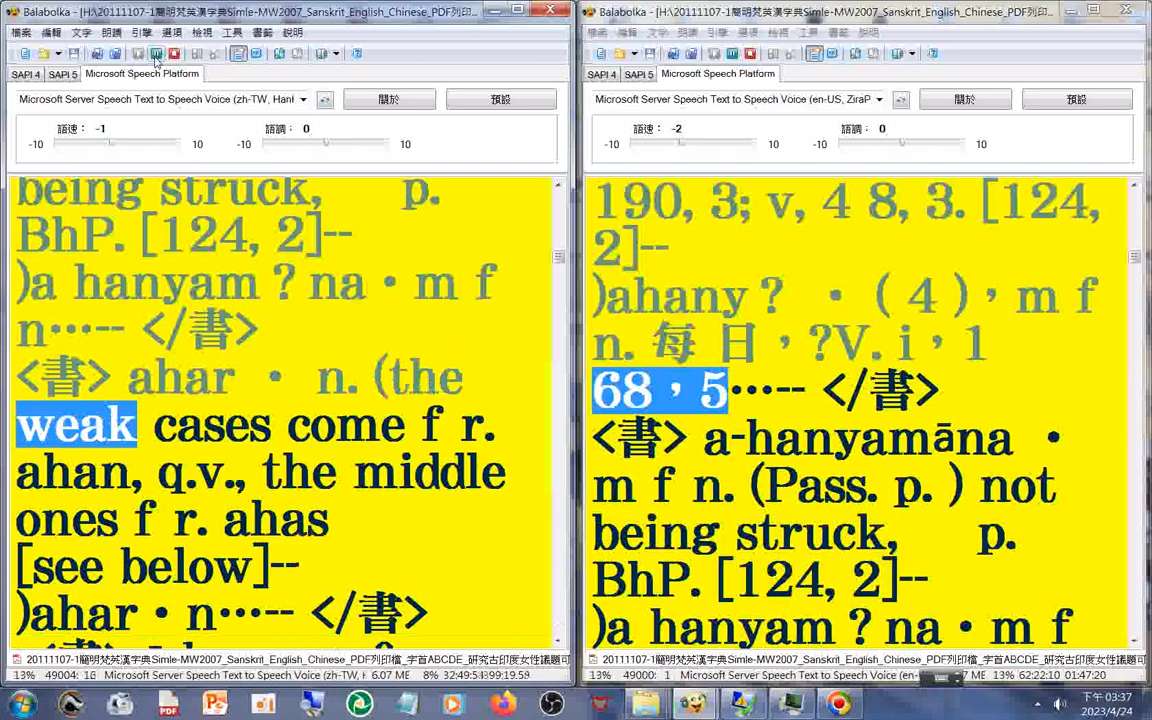 Balabolka - [H:\20111107-1簡明梵英漢字典Simle-MW2007_Sanskrit_English_Chinese_PDF列印...
檔案 編輯 文字 朗讀 引擎 選項 檢視 工具 書籤 說明
SAPI 4 SAPI 5 Microsoft Speech Platform
Microsoft Server Speech Text to Speech Voice (zh-TW, Hanl 關於 預設
語速： -1 語調： 0
-10 10 -10 10
being struck, p.
BhP. [124, 2]--
)a hanyam ? na‧m f
n…-- </書>
<書> ahar ‧ n. (the
weak cases come f r.
ahan, q.v., the middle
ones f r. ahas
[see below]--
)ahar‧n…-- </書>
20111107-1簡明梵英漢字典Simle-MW2007_Sanskrit_English_Chinese_PDF列印檔_字首ABCDE_研究古印度女性議題可
13% 49004: 1 Microsoft Server Speech Text to Speech Voice (zh-TW, H 6.07 MB 8%
Balabolka - [H:\20111107-1簡明梵英漢字典Simle-MW2007_Sanskrit_English_Chinese_PDF列印...
檔案 編輯 文字 朗讀 引擎 選項 檢視 工具 書籤 說明
SAPI 4 SAPI 5 Microsoft Speech Platform
Microsoft Server Speech Text to Speech Voice (en-US, ZiraP 關於 預設
語速： -2 語調： 0
-10 10 -10 10
190, 3; v, 4 8, 3. [124,
2]--
)ahany ? ‧ ( 4 )，m f
n. 每 日，?V. i，1
68，5…-- </書>
<書> a-hanyamāna ‧
m f n. (Pass. p. ) not
being struck, p.
BhP. [124, 2]--
)a hanyam ? na‧m f
20111107-1簡明梵英漢字典Simle-MW2007_Sanskrit_English_Chinese_PDF列印檔_字首ABCDE_研究古印度女性議題可
13% 49000: 1 Microsoft Server Speech Text to Speech Voice (en-US, 13% 62:22:10 01:47:20
下午 03:37
2023/4/24